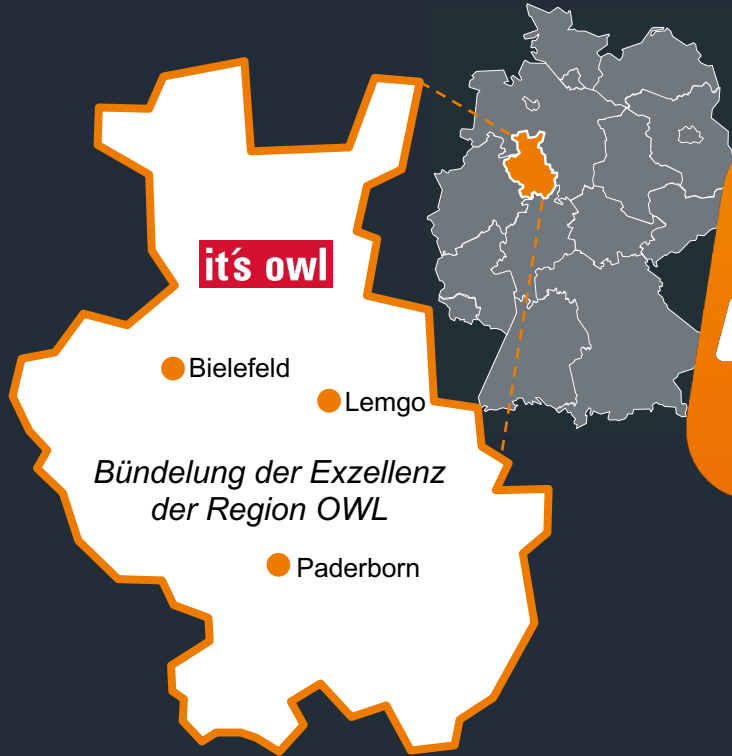 it´s owl
Bielefeld
Lemgo
Bündelung der Exzellenz
der Region OWL
Paderborn